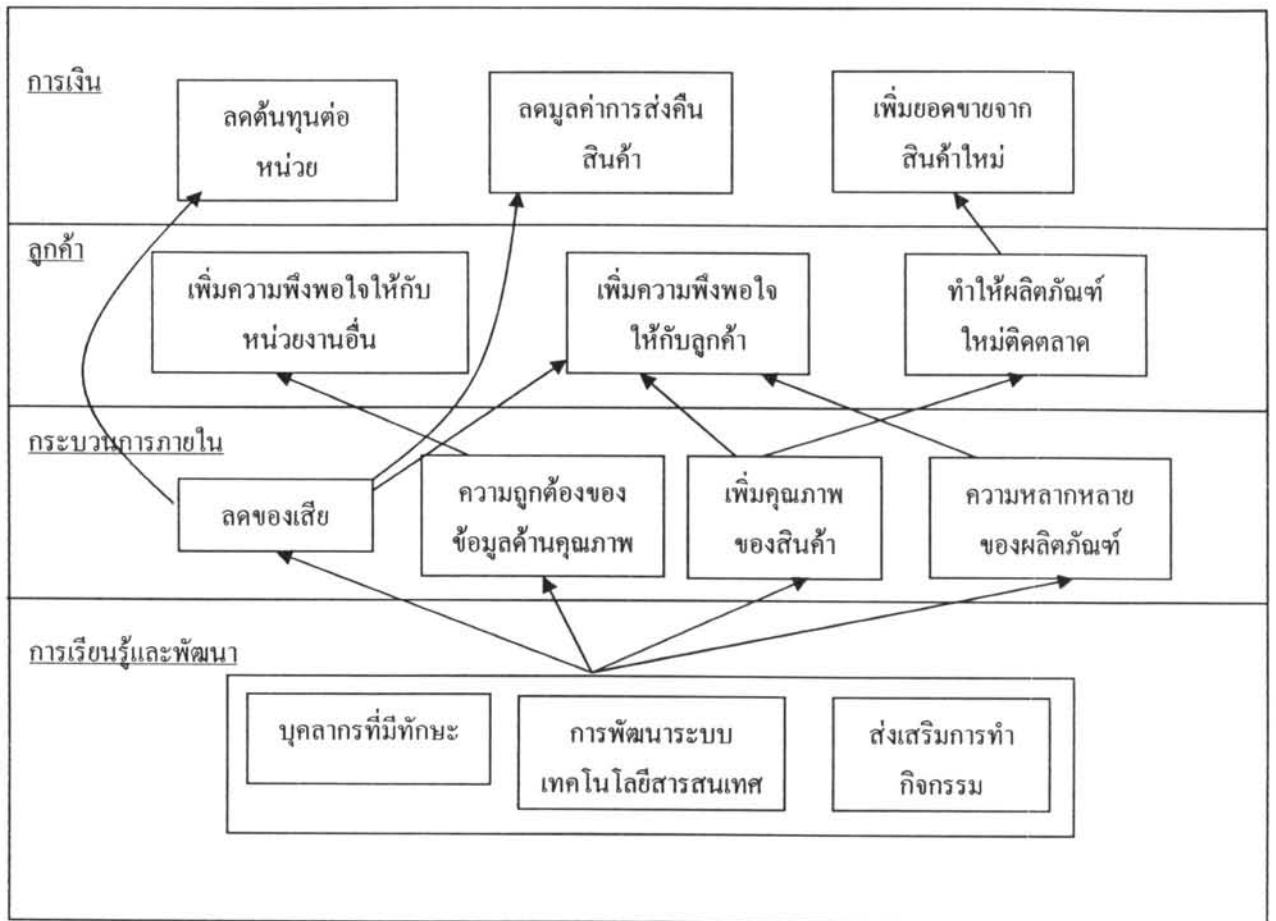 การเงิน
ลดต้นทุนต่อ
หน่วย
ลดมูลค่าการส่งคืน
สินค้า
เพิ่มยอดขายจาก
สินค้าใหม่
ลูกค้า
เพิ่มความพึงพอใจให้กับ
หน่วยงานอื่น
เพิ่มความพึงพอใจ
ให้กับลูกค้า
ทำให้ผลิตภัณฑ์
ใหม่ติดตลาด
กระบวนการภายใน
ลดของเสีย
ความถูกต้องของ
ข้อมูลด้านคุณภาพ
เพิ่มคุณภาพ
ของสินค้า
ความหลากหลาย
ของผลิตภัณฑ์
การเรียนรู้และพัฒนา
บุคลากรที่มีทักษะ
การพัฒนาระบบ
เทคโนโลยีสารสนเทศ
ส่งเสริมการทำ
กิจกรรม